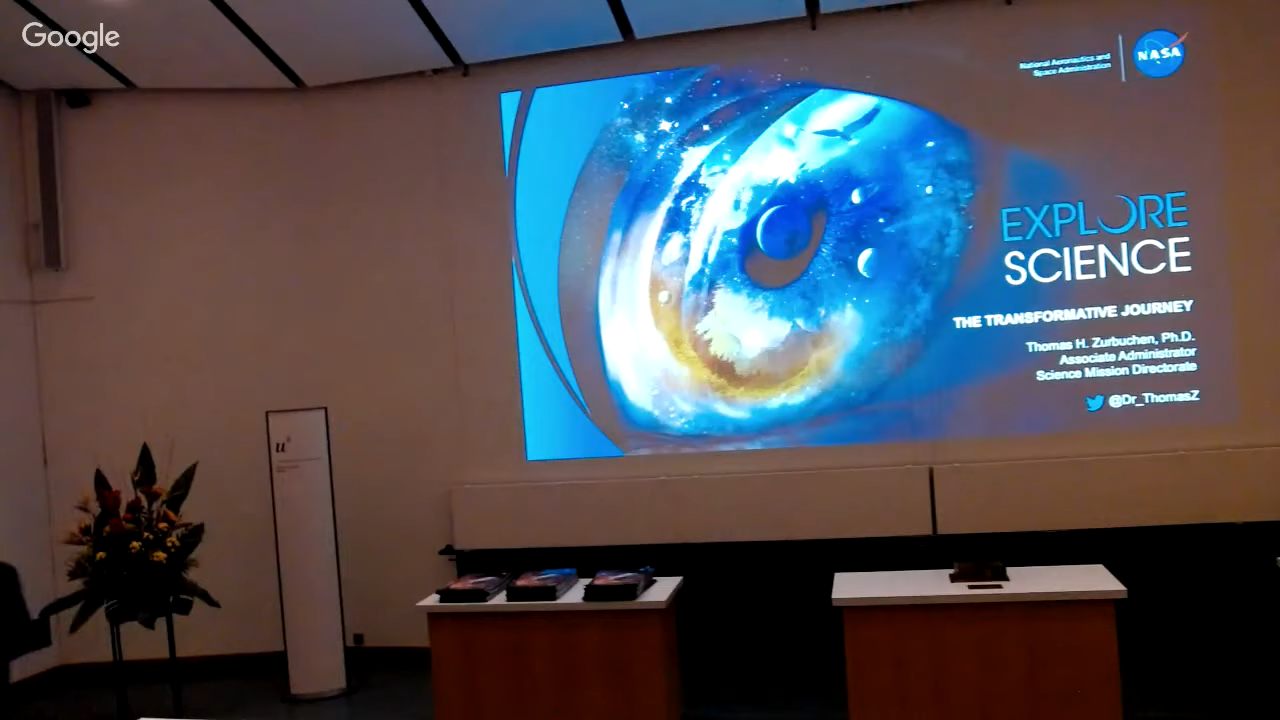 Google
National Aeronautics and
Space Administration
NASA
EXPLORE
SCIENCE
THE TRANSFORMATIVE JOURNEY
Thomas H. Zurbuchen, Ph.D.
Associate Administrator
Science Mission Directorate
@Dr_ThomasZ
u
b